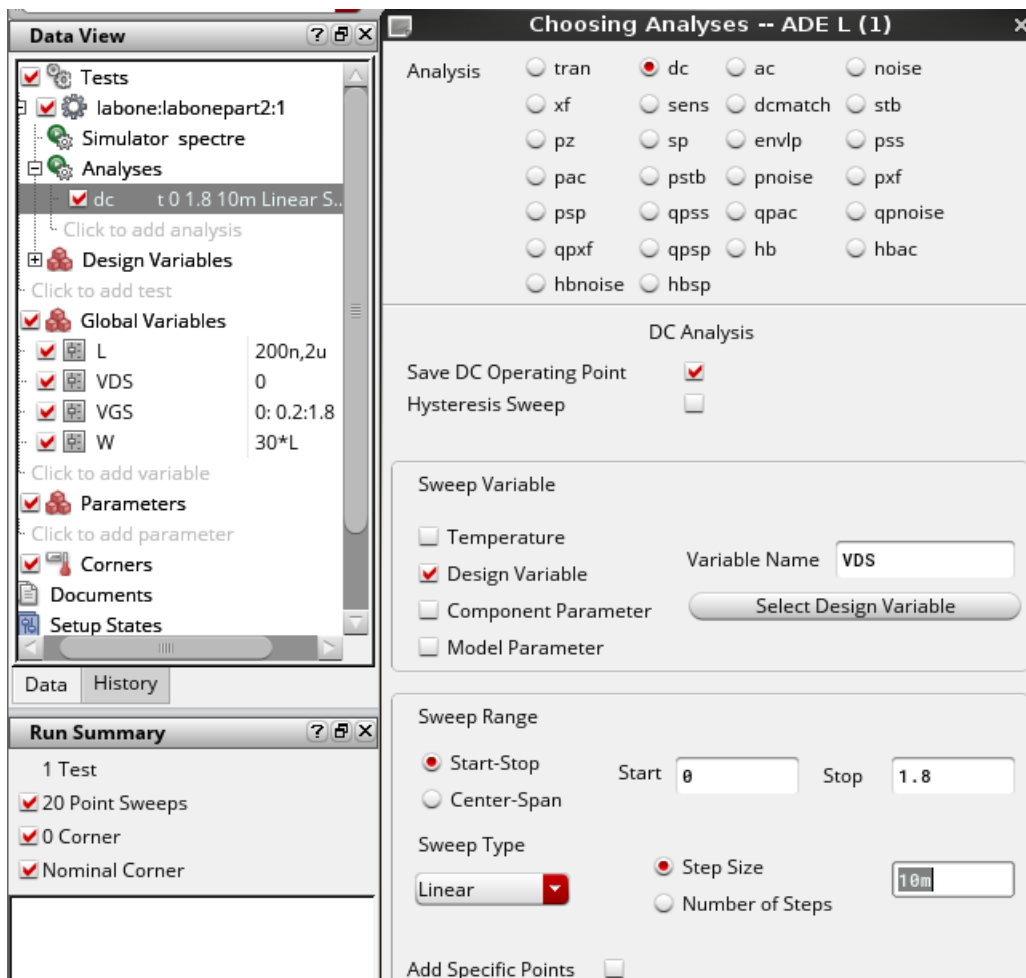 Data View
Tests
labone:labonepart2:1
Simulator spectre
Analyses
dc t 0 1.8 10m Linear S..
Click to add analysis
Design Variables
Click to add test
Global Variables
L 200n,2u
VDS 0
VGS 0: 0.2:1.8
W 30*L
Click to add variable
Parameters
Click to add parameter
Corners
Documents
Setup States
Data History
Run Summary
1 Test
20 Point Sweeps
0 Corner
Nominal Corner
Choosing Analyses -- ADE L (1)
Analysis tran dc ac noise
xf sens dcmatch stb
pz sp envlp pss
pac pstb pnoise pxf
psp qpss qpac qpnoise
qpxf qpsp hb hbac
hbnoise hbsp
DC Analysis
Save DC Operating Point
Hysteresis Sweep
Sweep Variable
Temperature
Design Variable
Component Parameter
Model Parameter
Variable Name VDS
Select Design Variable
Sweep Range
Start-Stop
Center-Span
Start 0 Stop 1.8
Sweep Type
Linear
Step Size
Number of Steps
10m
Add Specific Points